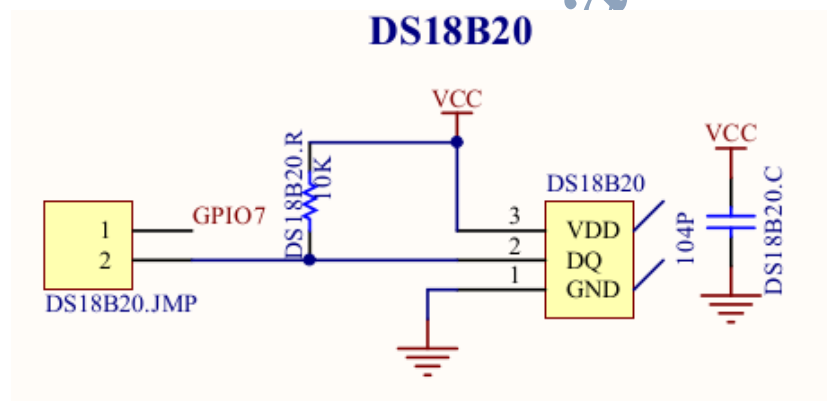 DS18B20
VCC
VCC
DS18B20.R
10K
DS18B20
GPIO7
1
2
3
2
1
VDD
DQ
GND
104P
DS18B20.C
DS18B20.JMP